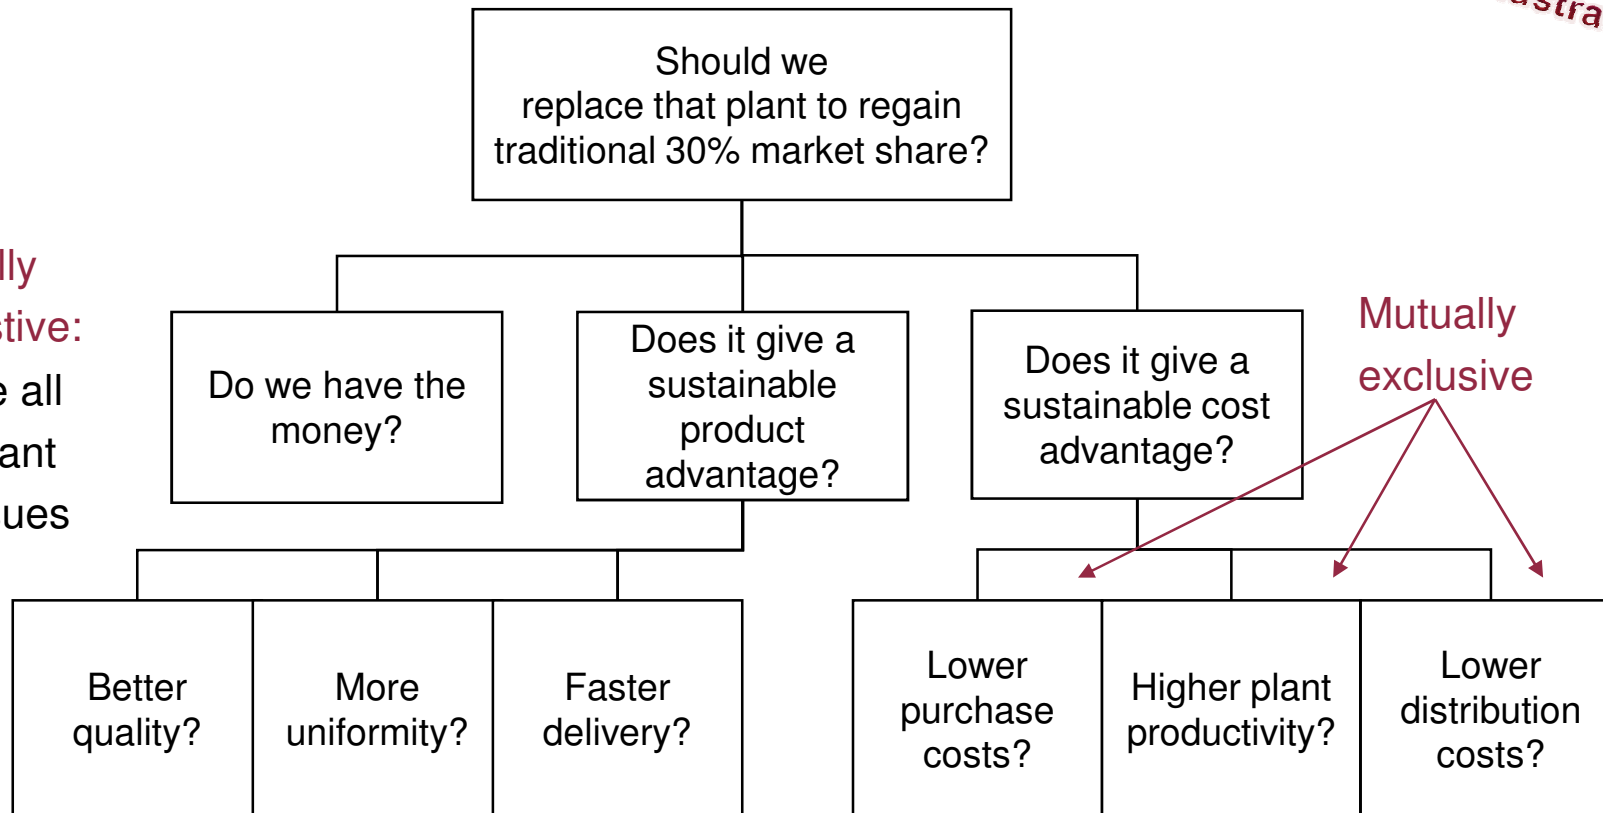 Should we
replace that plant to regain
traditional 30% market share?
Do we have the
money?
Does it give a
sustainable
product
advantage?
Does it give a
sustainable cost
advantage?
Mutually
exclusive
all
Better
quality?
More
uniformity?
Faster
delivery?
Lower
purchase
costs?
Higher plant
productivity?
Lower
distribution
costs?